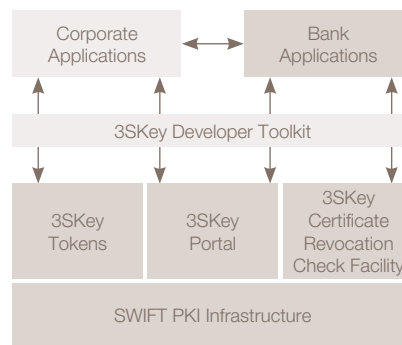 Corporate
Applications
Bank
Applications
3SKey Developer Toolkit
3SKey
Tokens
3SKey
Portal
3SKey
Certificate
Revocation
Check Facility
SWIFT PKI Infrastructure